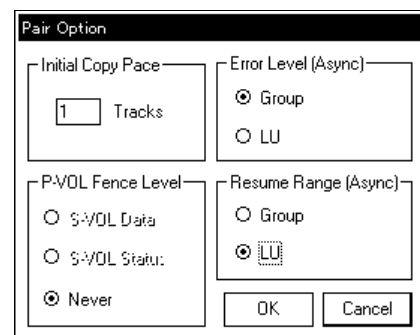 Pair Option
Initial Copy Pace
1 Tracks
Error Level (Async)
Group
LU
P-VOL Fence Level
S-VOL Data
S-VOL Status
Never
Resume Range (Async)
Group
LU
OK
Cancel